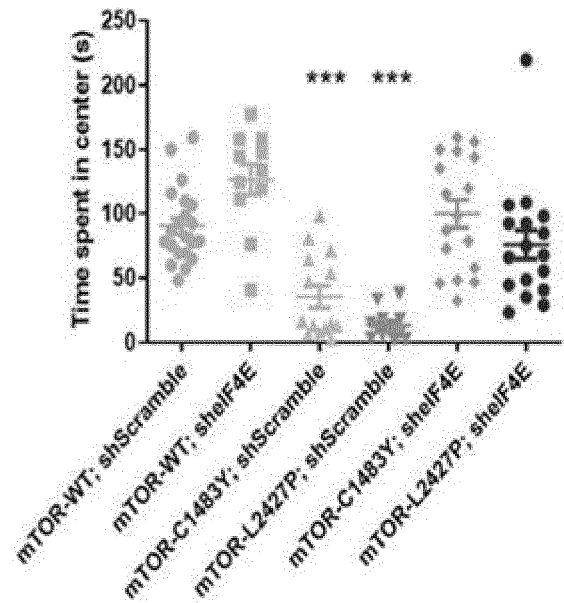 250
200
150
100
50
0
Time spent in center (s)
*** ***
mTOR-WT; shScramble
mTOR-WT; sheIF4E
mTOR-C1483Y; shScramble
mTOR-L2427P; shScramble
mTOR-C1483Y; sheIF4E
mTOR-L2427P; sheIF4E